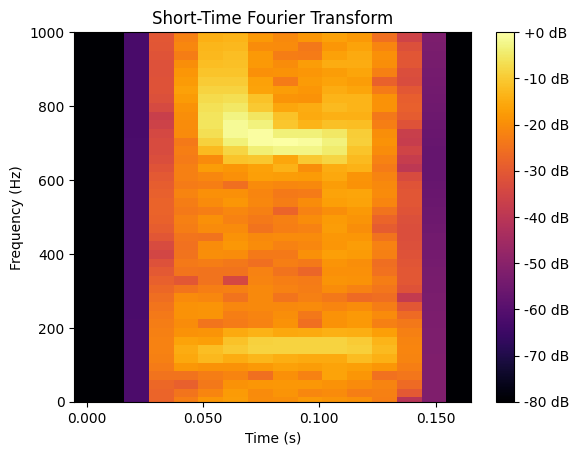 Short-Time Fourier Transform
1000
800
600
400
200
0
Frequency (Hz)
0.000
0.050
0.100
0.150
Time (s)
+0 dB
-10 dB
-20 dB
-30 dB
-40 dB
-50 dB
-60 dB
-70 dB
-80 dB